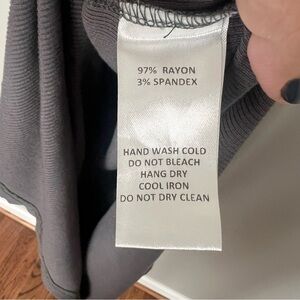 97% RAYON
3% SPANDEX
HAND WASH COLD
DO NOT BLEACH
HANG DRY
COOL IRON
DO NOT DRY CLEAN